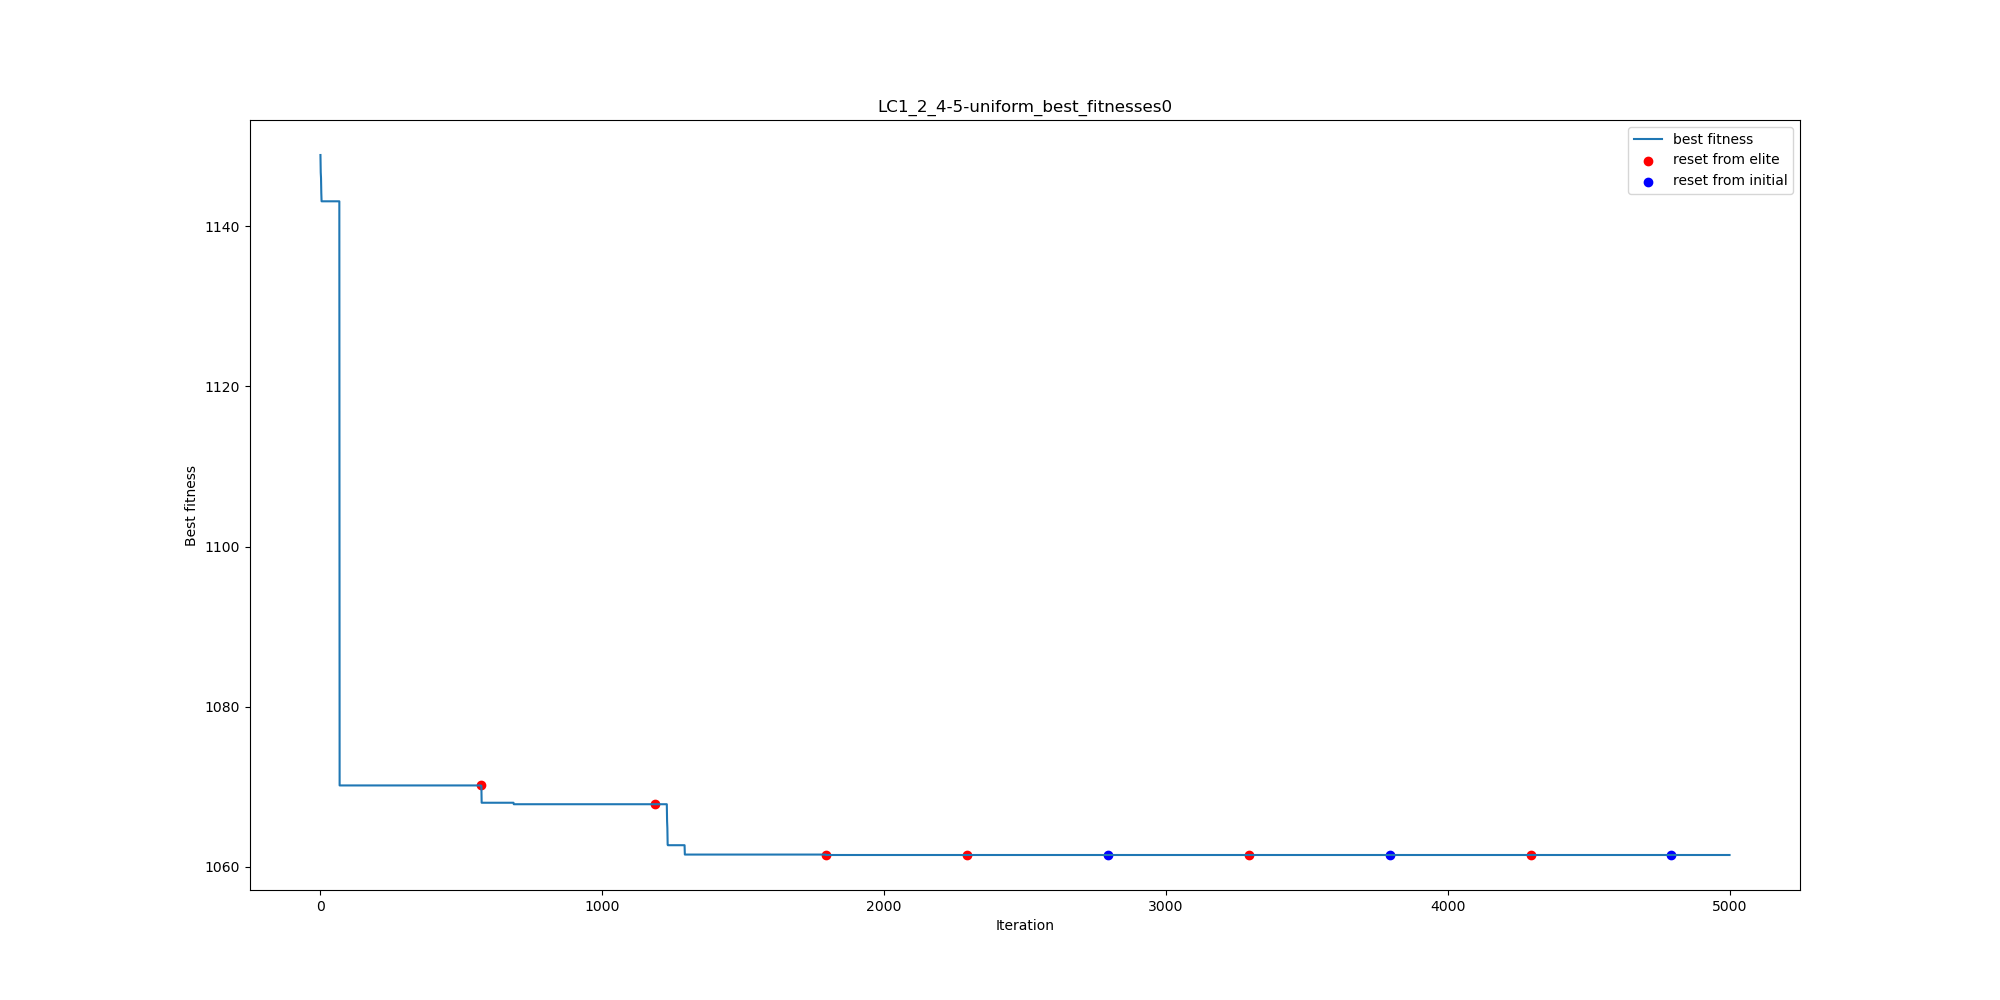 LC1_2_4-5-uniform_best_fitnesses0
best fitness
reset from elite
reset from initial
1140
1120
1100
1080
1060
Best fitness
0 1000 2000 3000 4000 5000
Iteration